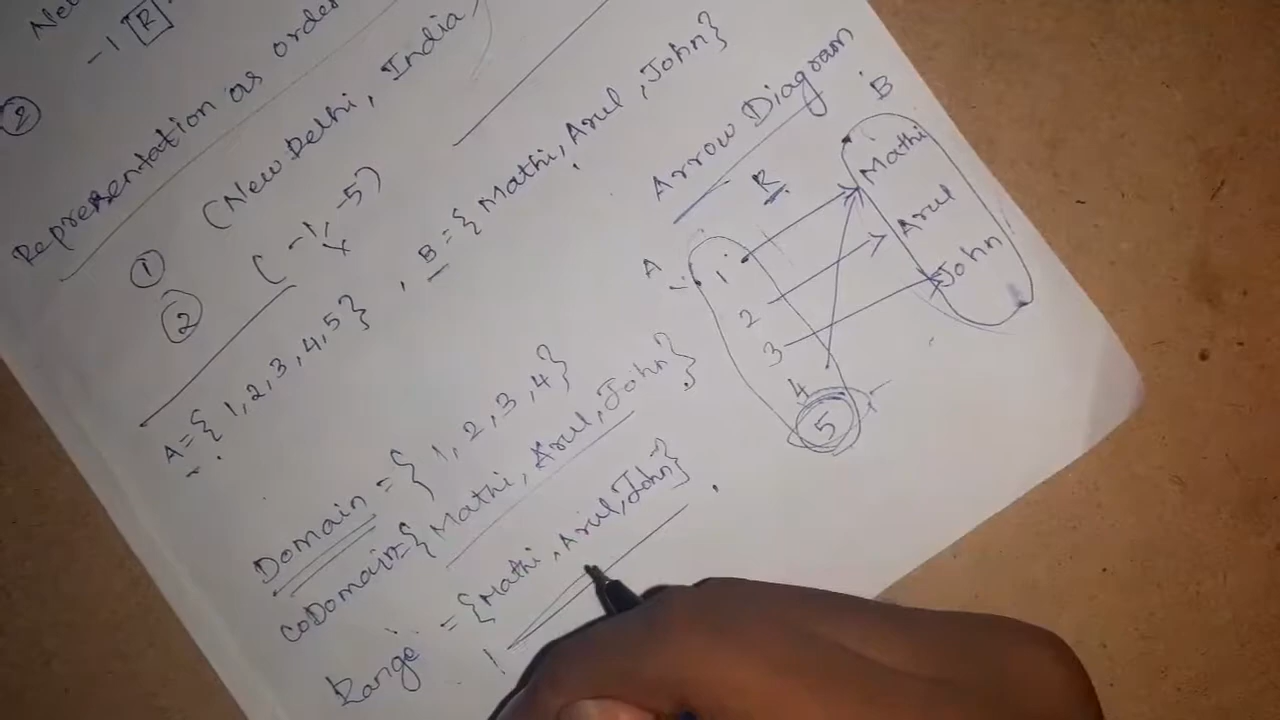 -1 R
②
Representation as order
① (New Delhi, India)
② (-1, -5)
A={1,2,3,4,5}, B={Mathi, Arul, John}
Domain = {1, 2, 3, 4}
CoDomain={Mathi, Arul, John}
Range = {Mathi, Arul, John}
Arrow Diagram
R
A
B
1
2
3
4
5
Mathi
Arul
John